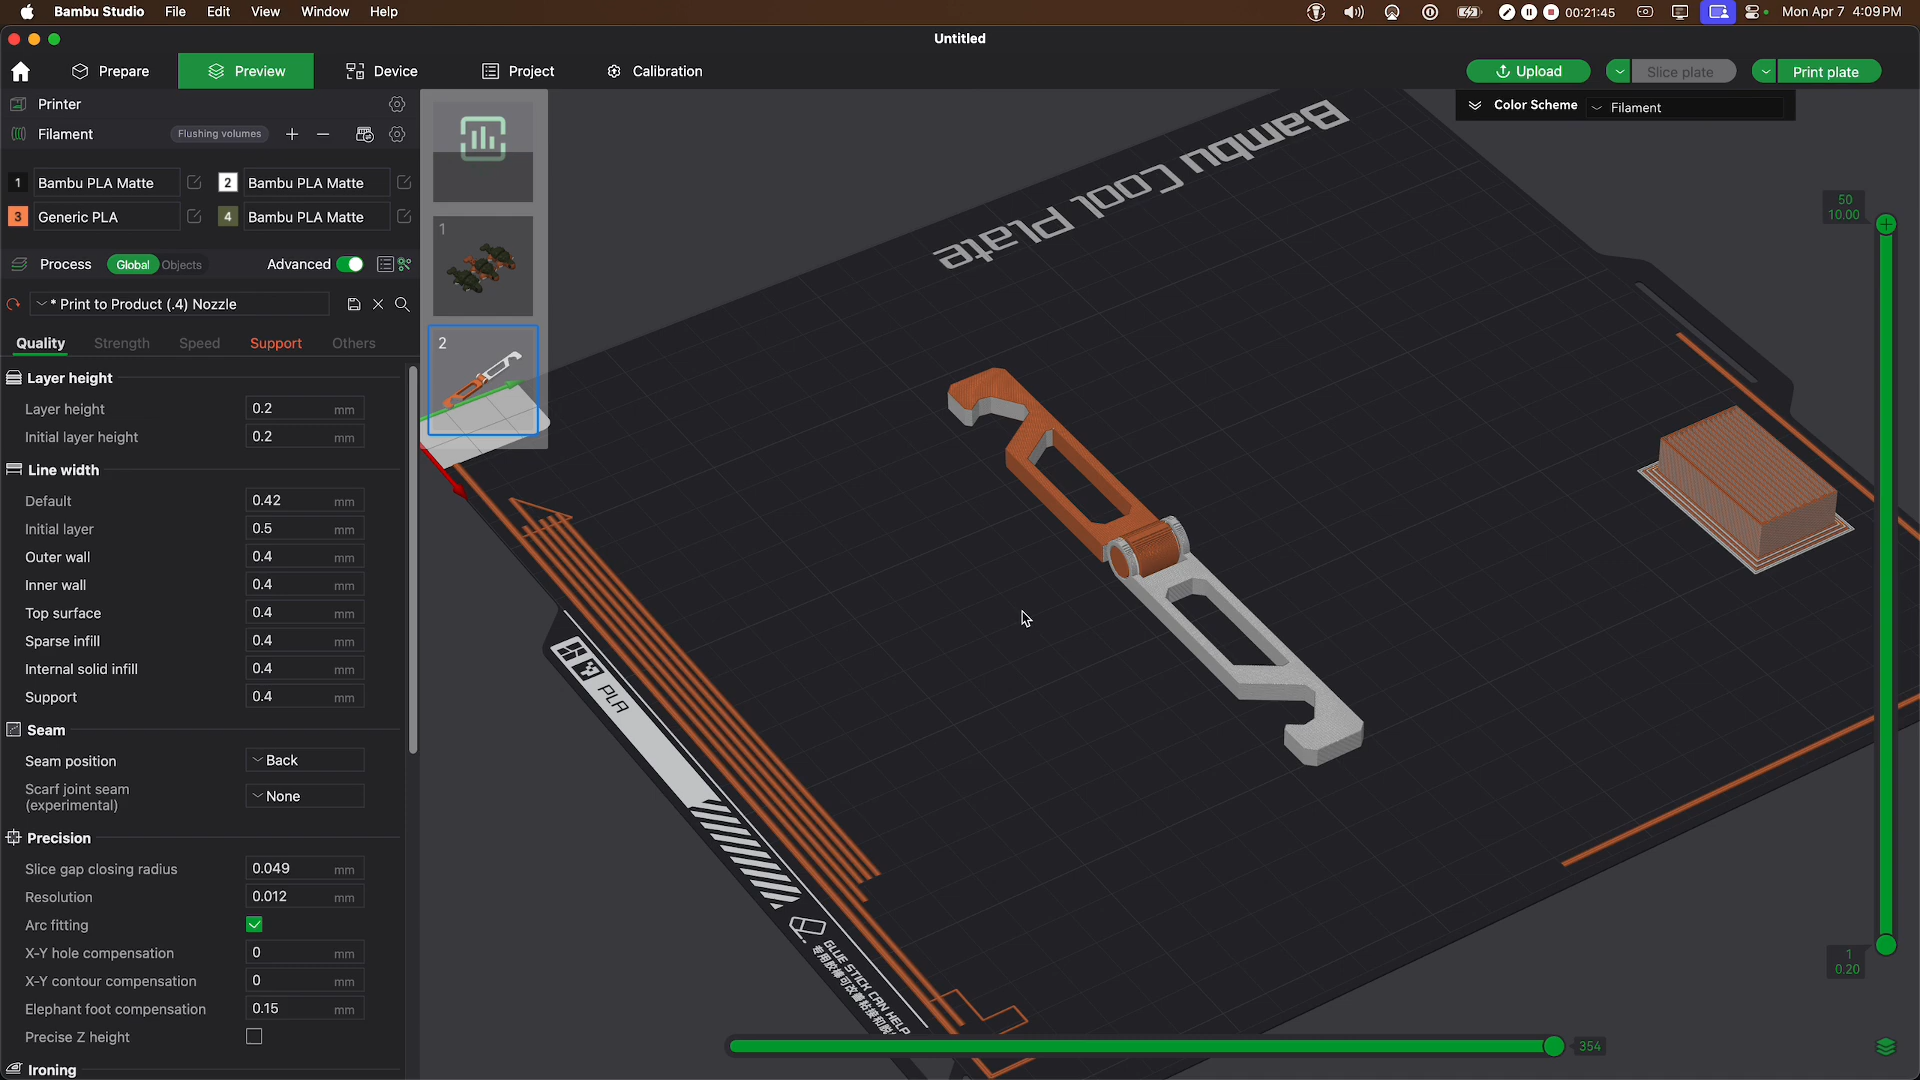 Bambu Studio File Edit View Window Help
00:21:45
Mon Apr 7 4:09 PM
Untitled
Prepare
Preview
Device
Project
Calibration
Upload
Slice plate
Print plate
Printer
Filament
Flushing volumes
1 Bambu PLA Matte
2 Bambu PLA Matte
3 Generic PLA
4 Bambu PLA Matte
Process
Global
Objects
Advanced
* Print to Product (.4) Nozzle
Quality
Strength
Speed
Support
Others
Layer height
Layer height 0.2 mm
Initial layer height 0.2 mm
Line width
Default 0.42 mm
Initial layer 0.5 mm
Outer wall 0.4 mm
Inner wall 0.4 mm
Top surface 0.4 mm
Sparse infill 0.4 mm
Internal solid infill 0.4 mm
Support 0.4 mm
Seam
Seam position Back
Scarf joint seam
(experimental)
None
Precision
Slice gap closing radius 0.049 mm
Resolution 0.012 mm
Arc fitting
X-Y hole compensation 0 mm
X-Y contour compensation 0 mm
Elephant foot compensation 0.15 mm
Precise Z height
Ironing
1
2
Color Scheme
Filament
Bambu Cool Plate
PLA
GLUE STICK CAN HELP
50
10.00
1
0.20
354